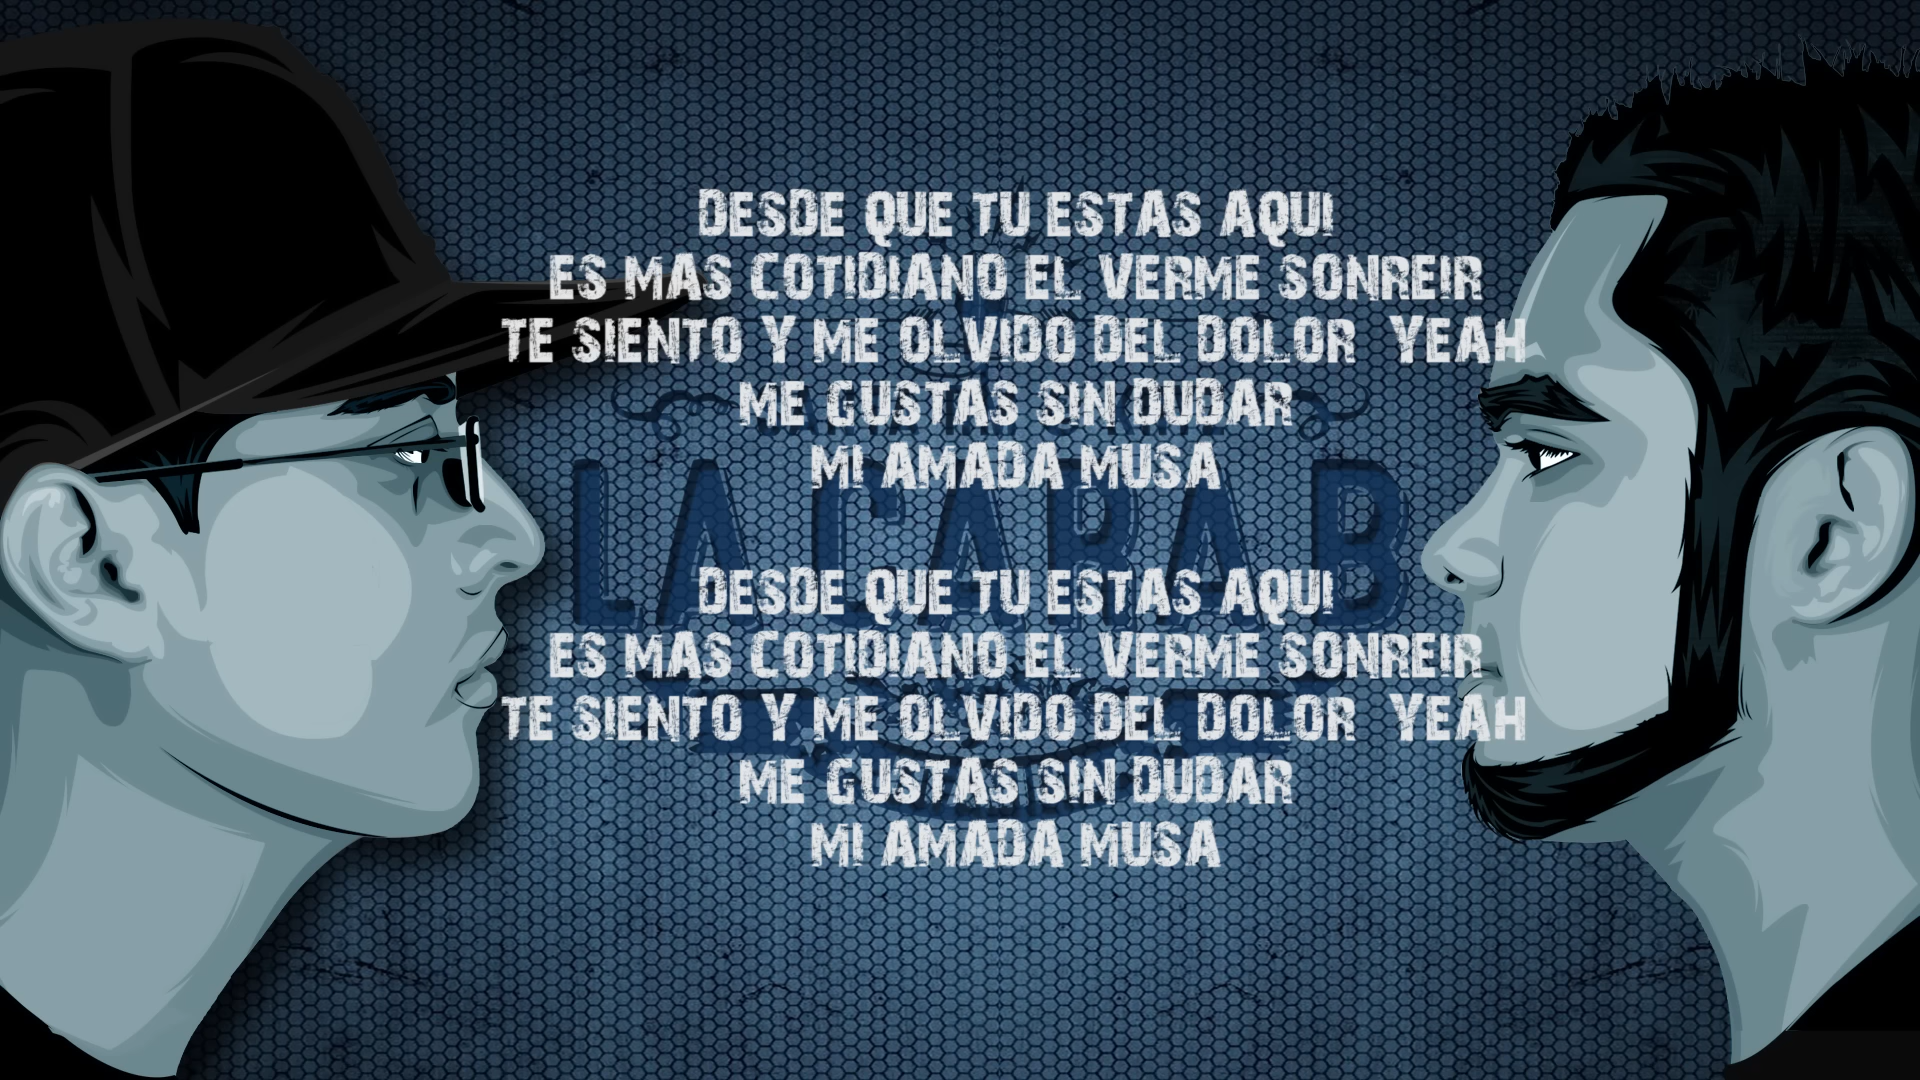 DESDE QUE TU ESTAS AQUI
ES MAS COTIDIANO EL VERME SONREIR
TE SIENTO Y ME OLVIDO DEL DOLOR YEAH
ME GUSTAS SIN DUDAR
MI AMADA MUSA
LA CARA B
DESDE QUE TU ESTAS AQUI
ES MAS COTIDIANO EL VERME SONREIR
TE SIENTO Y ME OLVIDO DEL DOLOR YEAH
ME GUSTAS SIN DUDAR
MI AMADA MUSA